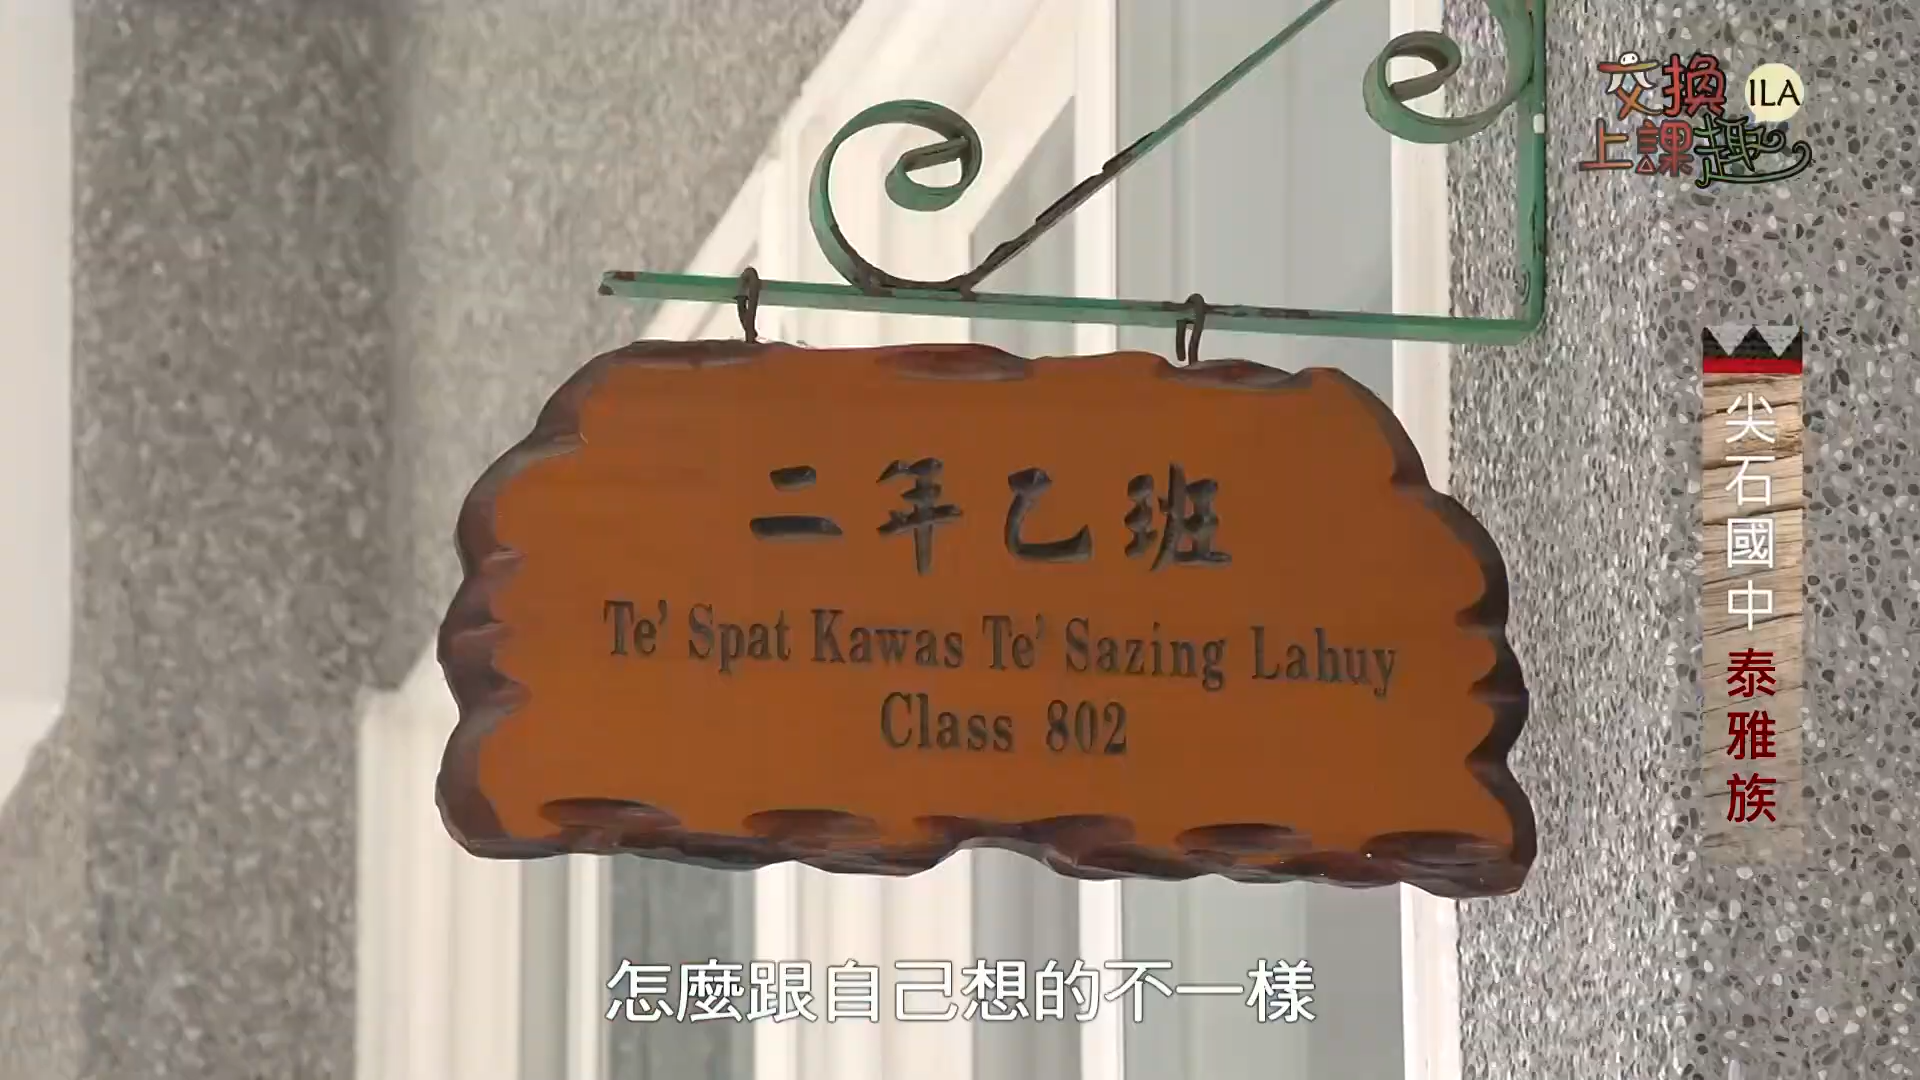 交換
ILA
上課趣
二年乙班
Te' Spat Kawas Te' Sazing Lahuy
Class 802
尖石國中 泰雅族
怎麼跟自己想的不一樣